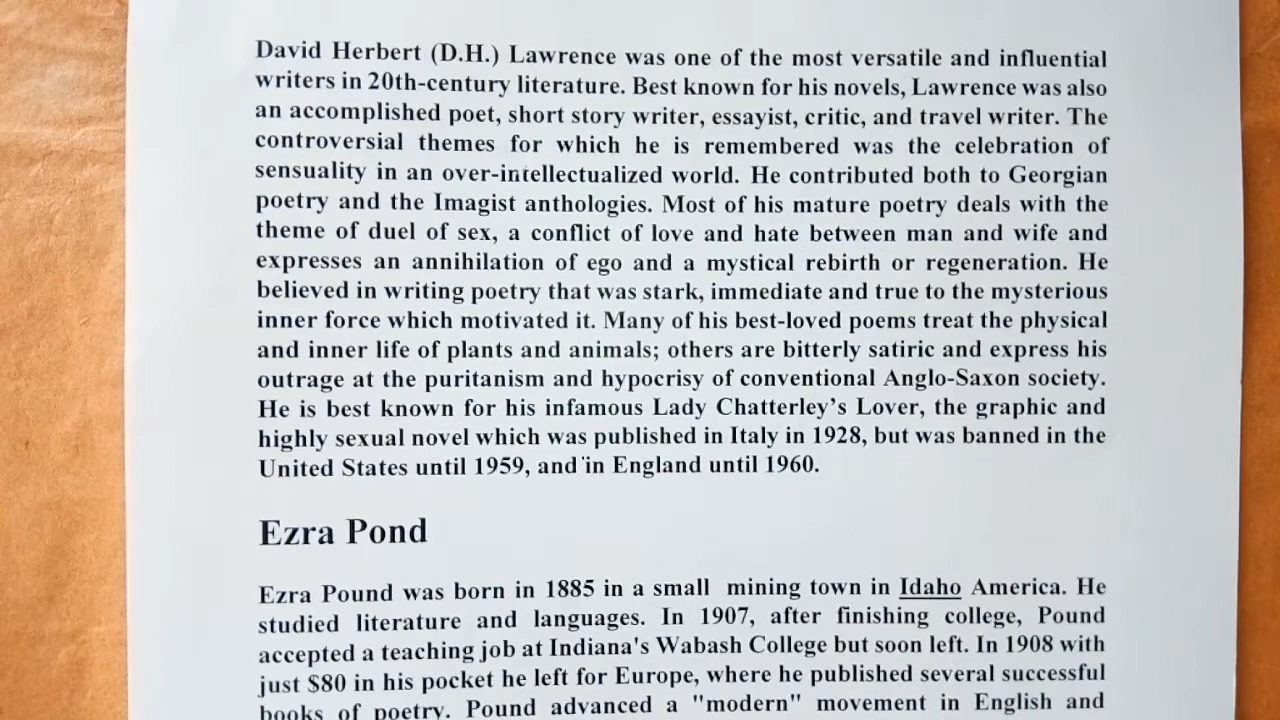 David Herbert (D.H.) Lawrence was one of the most versatile and influential
writers in 20th-century literature. Best known for his novels, Lawrence was also
an accomplished poet, short story writer, essayist, critic, and travel writer. The
controversial themes for which he is remembered was the celebration of
sensuality in an over-intellectualized world. He contributed both to Georgian
poetry and the Imagist anthologies. Most of his mature poetry deals with the
theme of duel of sex, a conflict of love and hate between man and wife and
expresses an annihilation of ego and a mystical rebirth or regeneration. He
believed in writing poetry that was stark, immediate and true to the mysterious
inner force which motivated it. Many of his best-loved poems treat the physical
and inner life of plants and animals; others are bitterly satiric and express his
outrage at the puritanism and hypocrisy of conventional Anglo-Saxon society.
He is best known for his infamous Lady Chatterley’s Lover, the graphic and
highly sexual novel which was published in Italy in 1928, but was banned in the
United States until 1959, and in England until 1960.
Ezra Pond
Ezra Pound was born in 1885 in a small mining town in Idaho America. He
studied literature and languages. In 1907, after finishing college, Pound
accepted a teaching job at Indiana's Wabash College but soon left. In 1908 with
just $80 in his pocket he left for Europe, where he published several successful
books of poetry. Pound advanced a "modern" movement in English and